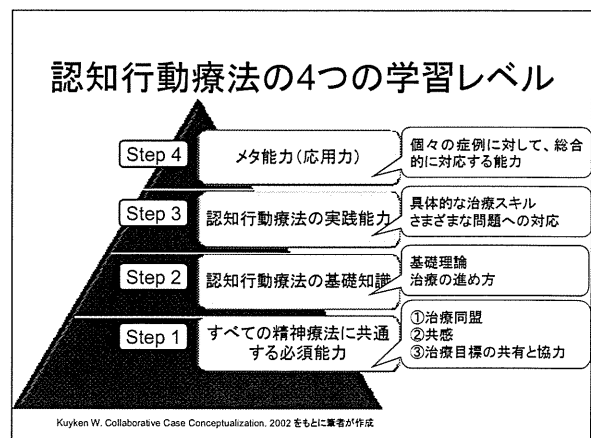 認知行動療法の4つの学習レベル
Step 4
メタ能力(応用力)
個々の症例に対して、総合
的に対応する能力
Step 3
認知行動療法の実践能力
具体的な治療スキル
さまざまな問題への対応
Step 2
認知行動療法の基礎知識
基礎理論
治療の進め方
Step 1
すべての精神療法に共通
する必須能力
①治療同盟
②共感
③治療目標の共有と協力
Kuyken W. Collaborative Case Conceptualization. 2002 をもとに筆者が作成